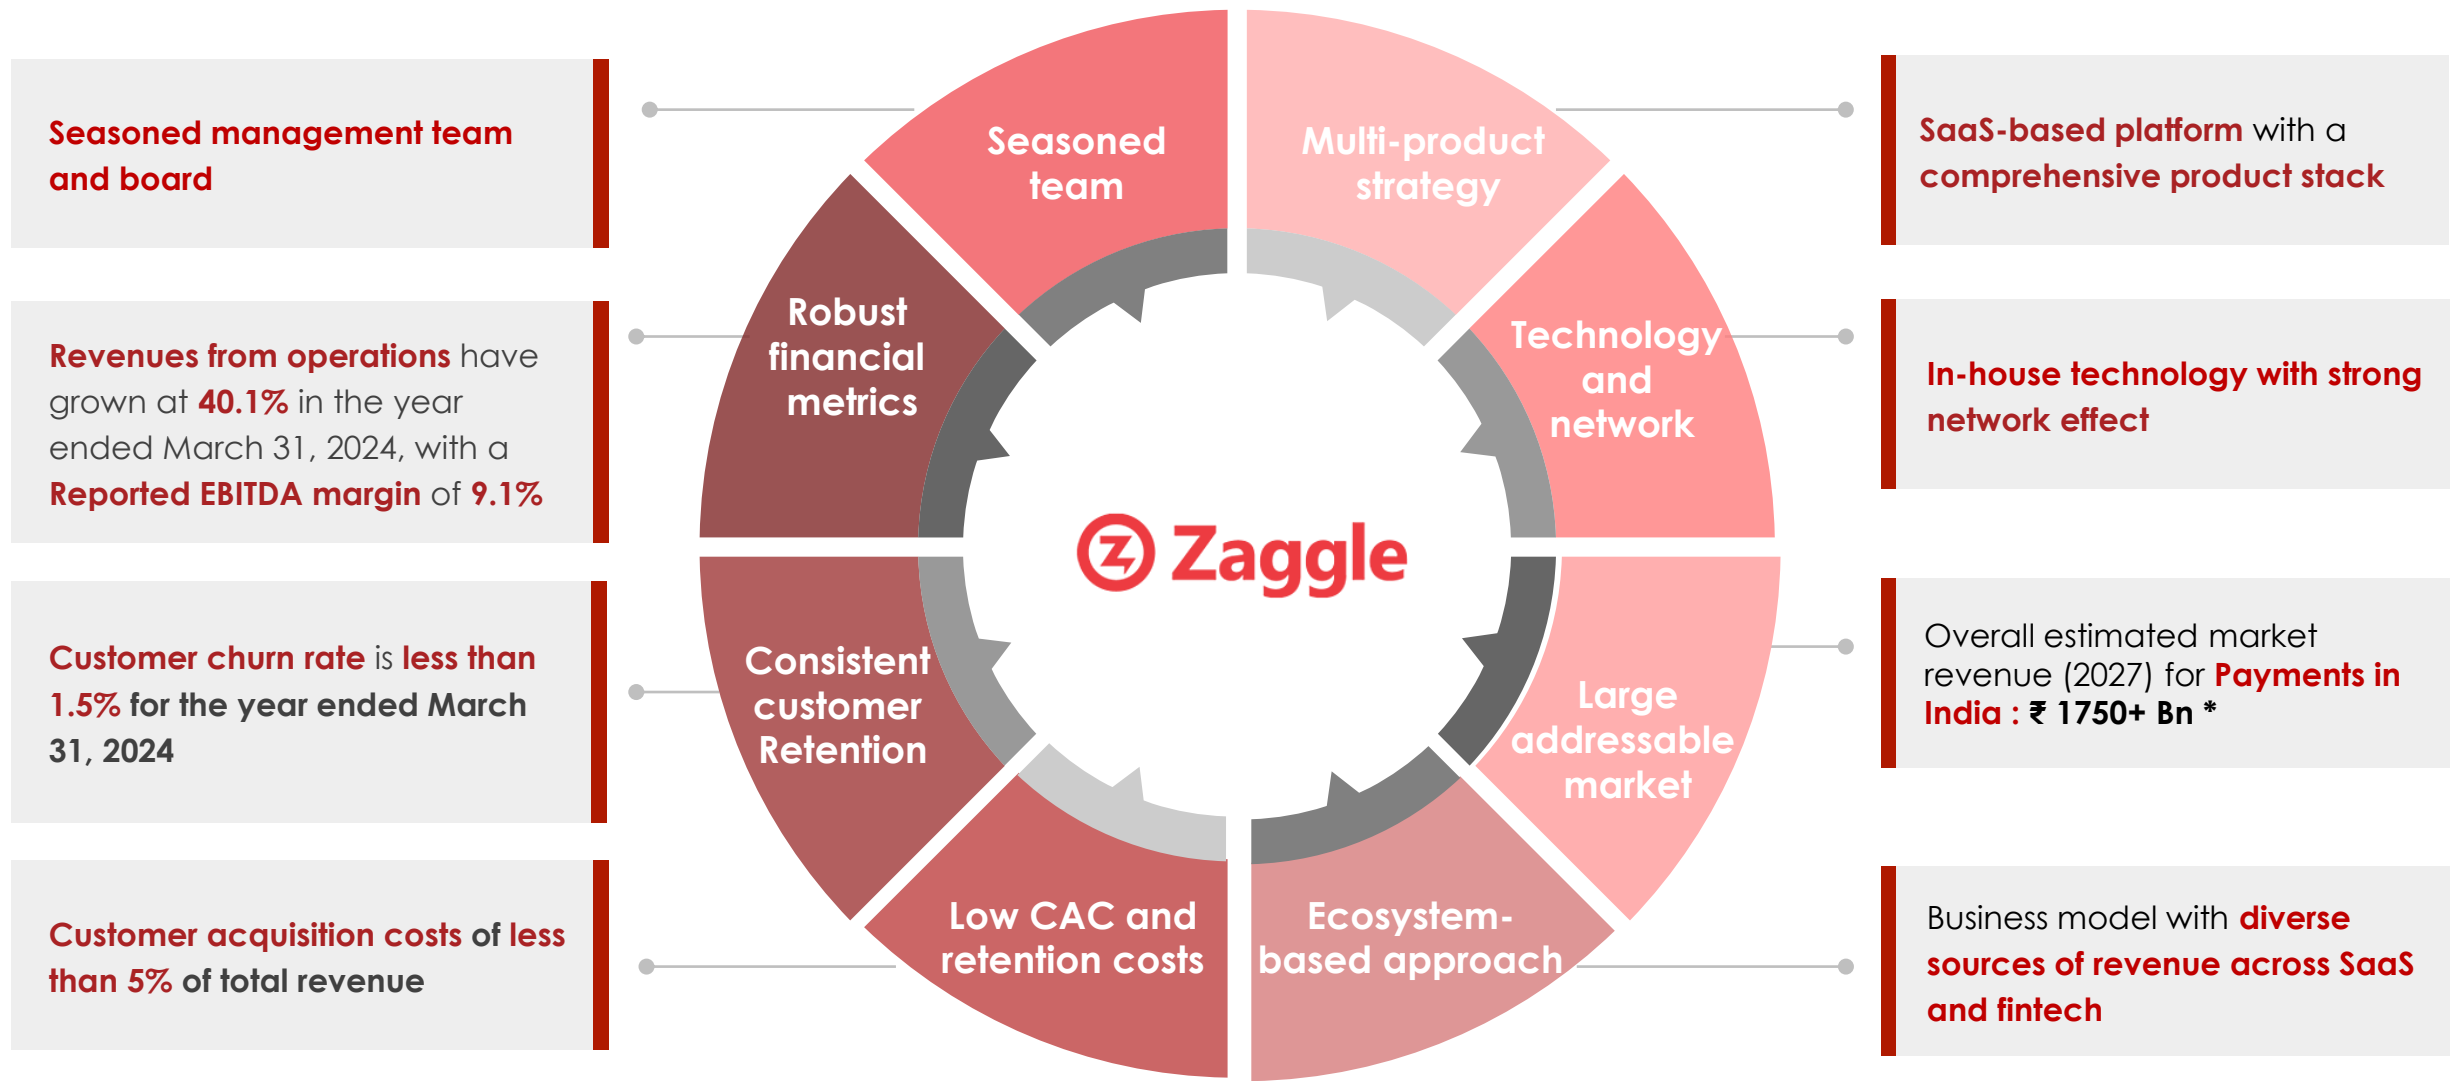 Seasoned management team
and board
Revenues from operations have
grown at 40.1% in the year
ended March 31, 2024, with a
Reported EBITDA margin of 9.1%
Customer churn rate is less than
1.5% for the year ended March
31, 2024
Customer acquisition costs of less
than 5% of total revenue
Seasoned
team
Multi-product
strategy
Robust
financial
metrics
Technology
and
network
Zaggle
Consistent
customer
Retention
Large
addressable
market
Low CAC and
retention costs
Ecosystem-
based approach
SaaS-based platform with a
comprehensive product stack
In-house technology with strong
network effect
Overall estimated market
revenue (2027) for Payments in
India : ₹ 1750+ Bn *
Business model with diverse
sources of revenue across SaaS
and fintech